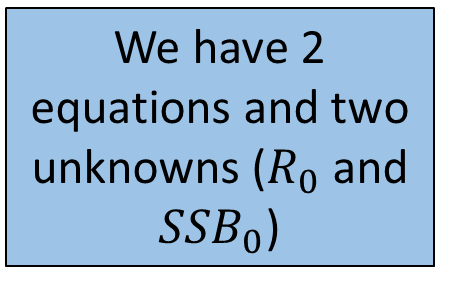 We have 2
equations and two
unknowns (𝑅₀ and
𝑆𝑆𝐵₀)